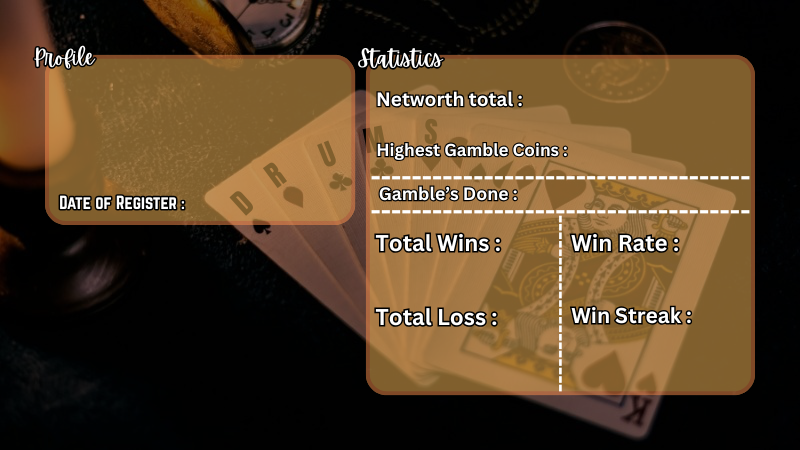 Profile
Statistics
Networth total :
Highest Gamble Coins :
Gamble's Done :
Date of Register :
Total Wins :
Win Rate :
Total Loss :
Win Streak :
D R U M S
K